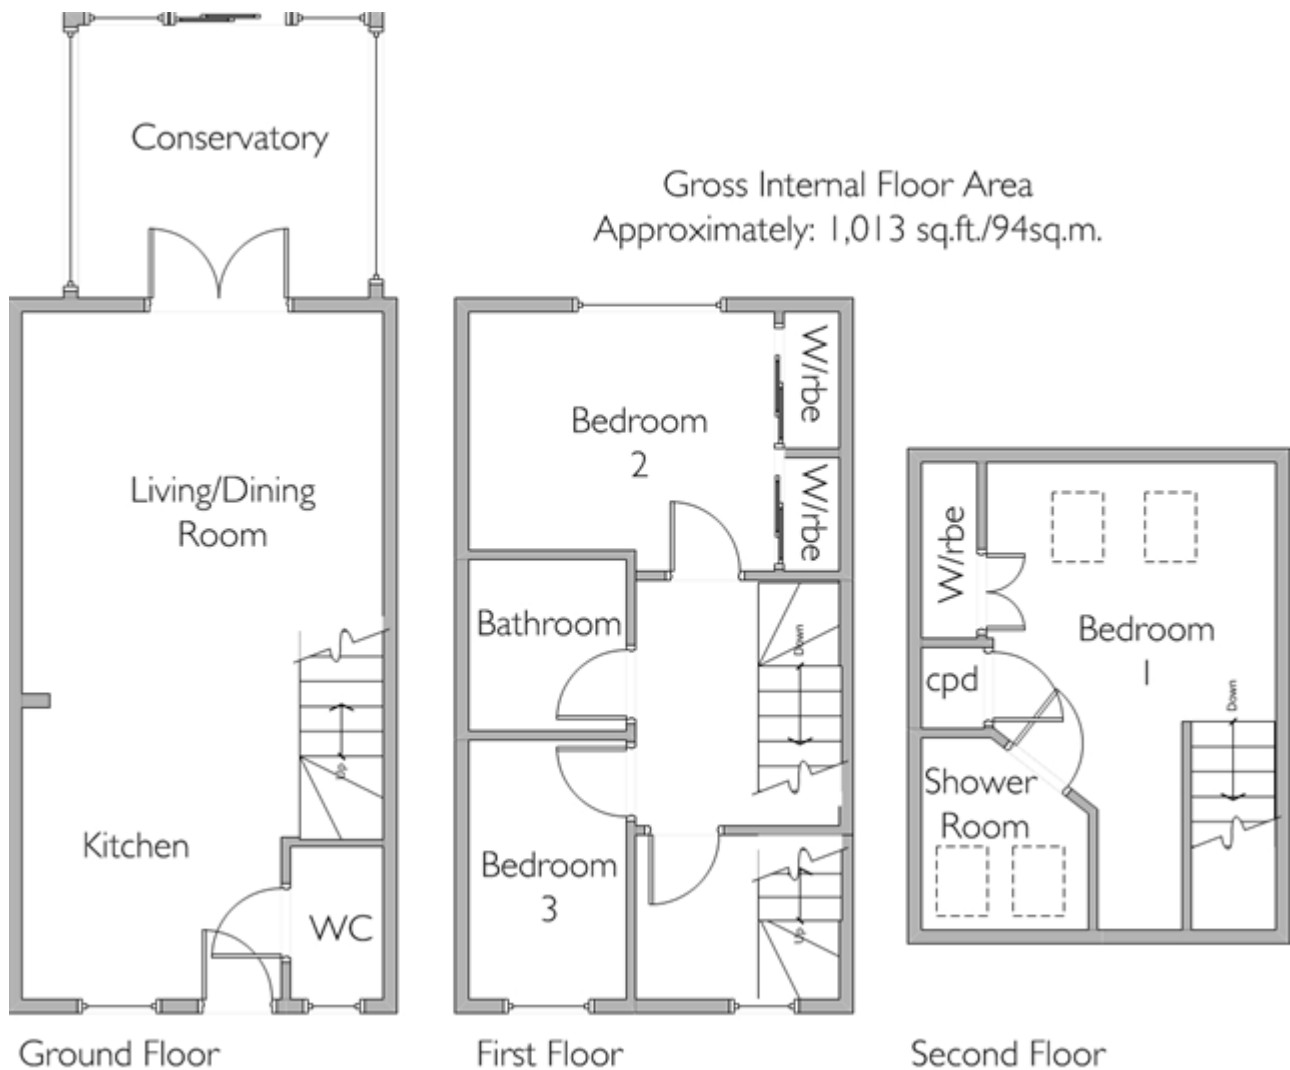 Conservatory
Gross Internal Floor Area
Approximately: 1,013 sq.ft./94sq.m.
Living/Dining
Room
Up
Kitchen
WC
Ground Floor
W/rbe
Bedroom
2
W/rbe
Bathroom
Down
Bedroom
3
Up
First Floor
W/rbe
Bedroom
1
cpd
Down
Shower
Room
Second Floor